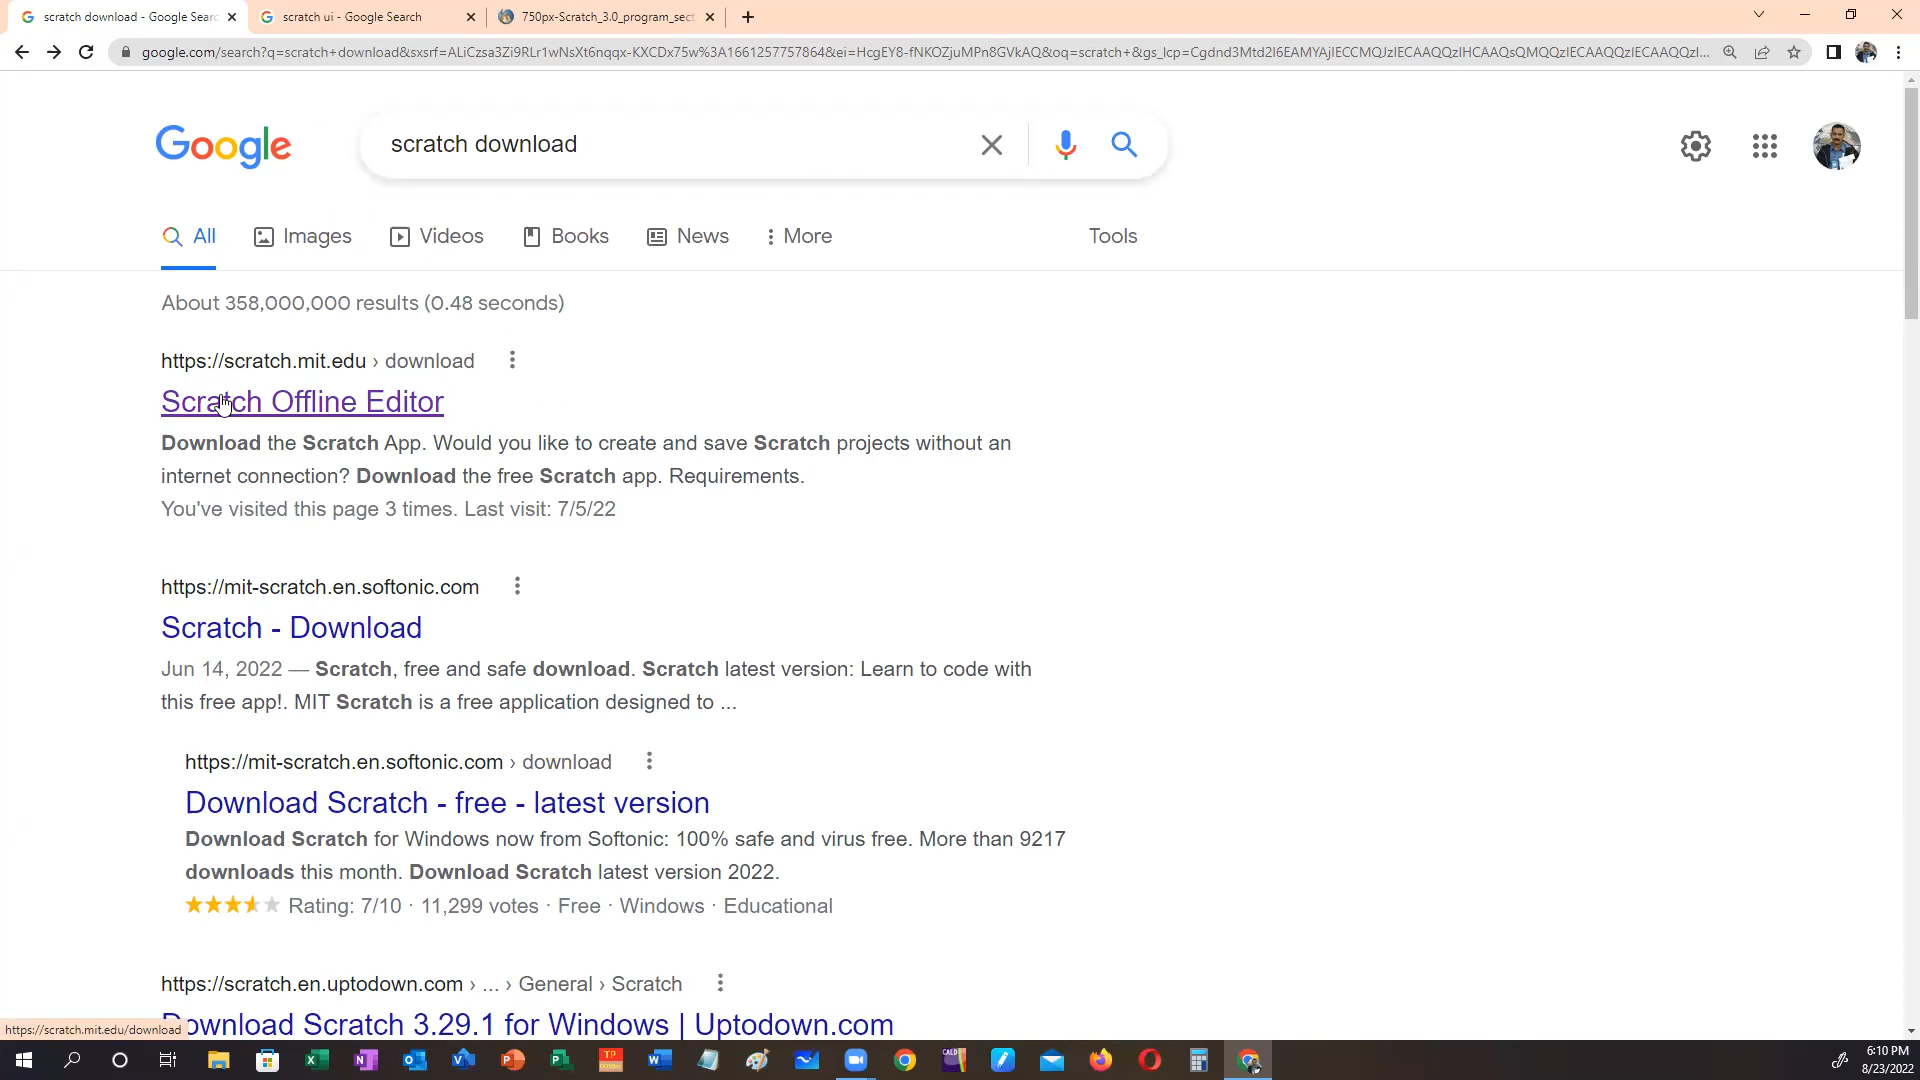 scratch download - Google Searc
scratch ui - Google Search
750px-Scratch_3.0_program_sect
google.com/search?q=scratch+download&sxsrf=ALiCzsa3Zi9RLr1wNsXt6nqqx-KXCDx75w%3A1661257757864&ei=HcgEY8-fNKOZjuMPn8GVkAQ&oq=scratch+&gs_lcp=Cgdnd3Mtd2l6EAMYAjIECCMQJzIECAAQQzIHCAAQsQMQQzIECAAQQzIECAAQQzI...
Google
scratch download
All
Images
Videos
Books
News
More
Tools
About 358,000,000 results (0.48 seconds)
https://scratch.mit.edu › download
Scratch Offline Editor
Download the Scratch App. Would you like to create and save Scratch projects without an
internet connection? Download the free Scratch app. Requirements.
You've visited this page 3 times. Last visit: 7/5/22
https://mit-scratch.en.softonic.com
Scratch - Download
Jun 14, 2022 — Scratch, free and safe download. Scratch latest version: Learn to code with
this free app!. MIT Scratch is a free application designed to ...
https://mit-scratch.en.softonic.com › download
Download Scratch - free - latest version
Download Scratch for Windows now from Softonic: 100% safe and virus free. More than 9217
downloads this month. Download Scratch latest version 2022.
Rating: 7/10 · 11,299 votes · Free · Windows · Educational
https://scratch.en.uptodown.com › ... › General › Scratch
Download Scratch 3.29.1 for Windows | Uptodown.com
https://scratch.mit.edu/download
CALD
TP
6:10 PM
8/23/2022